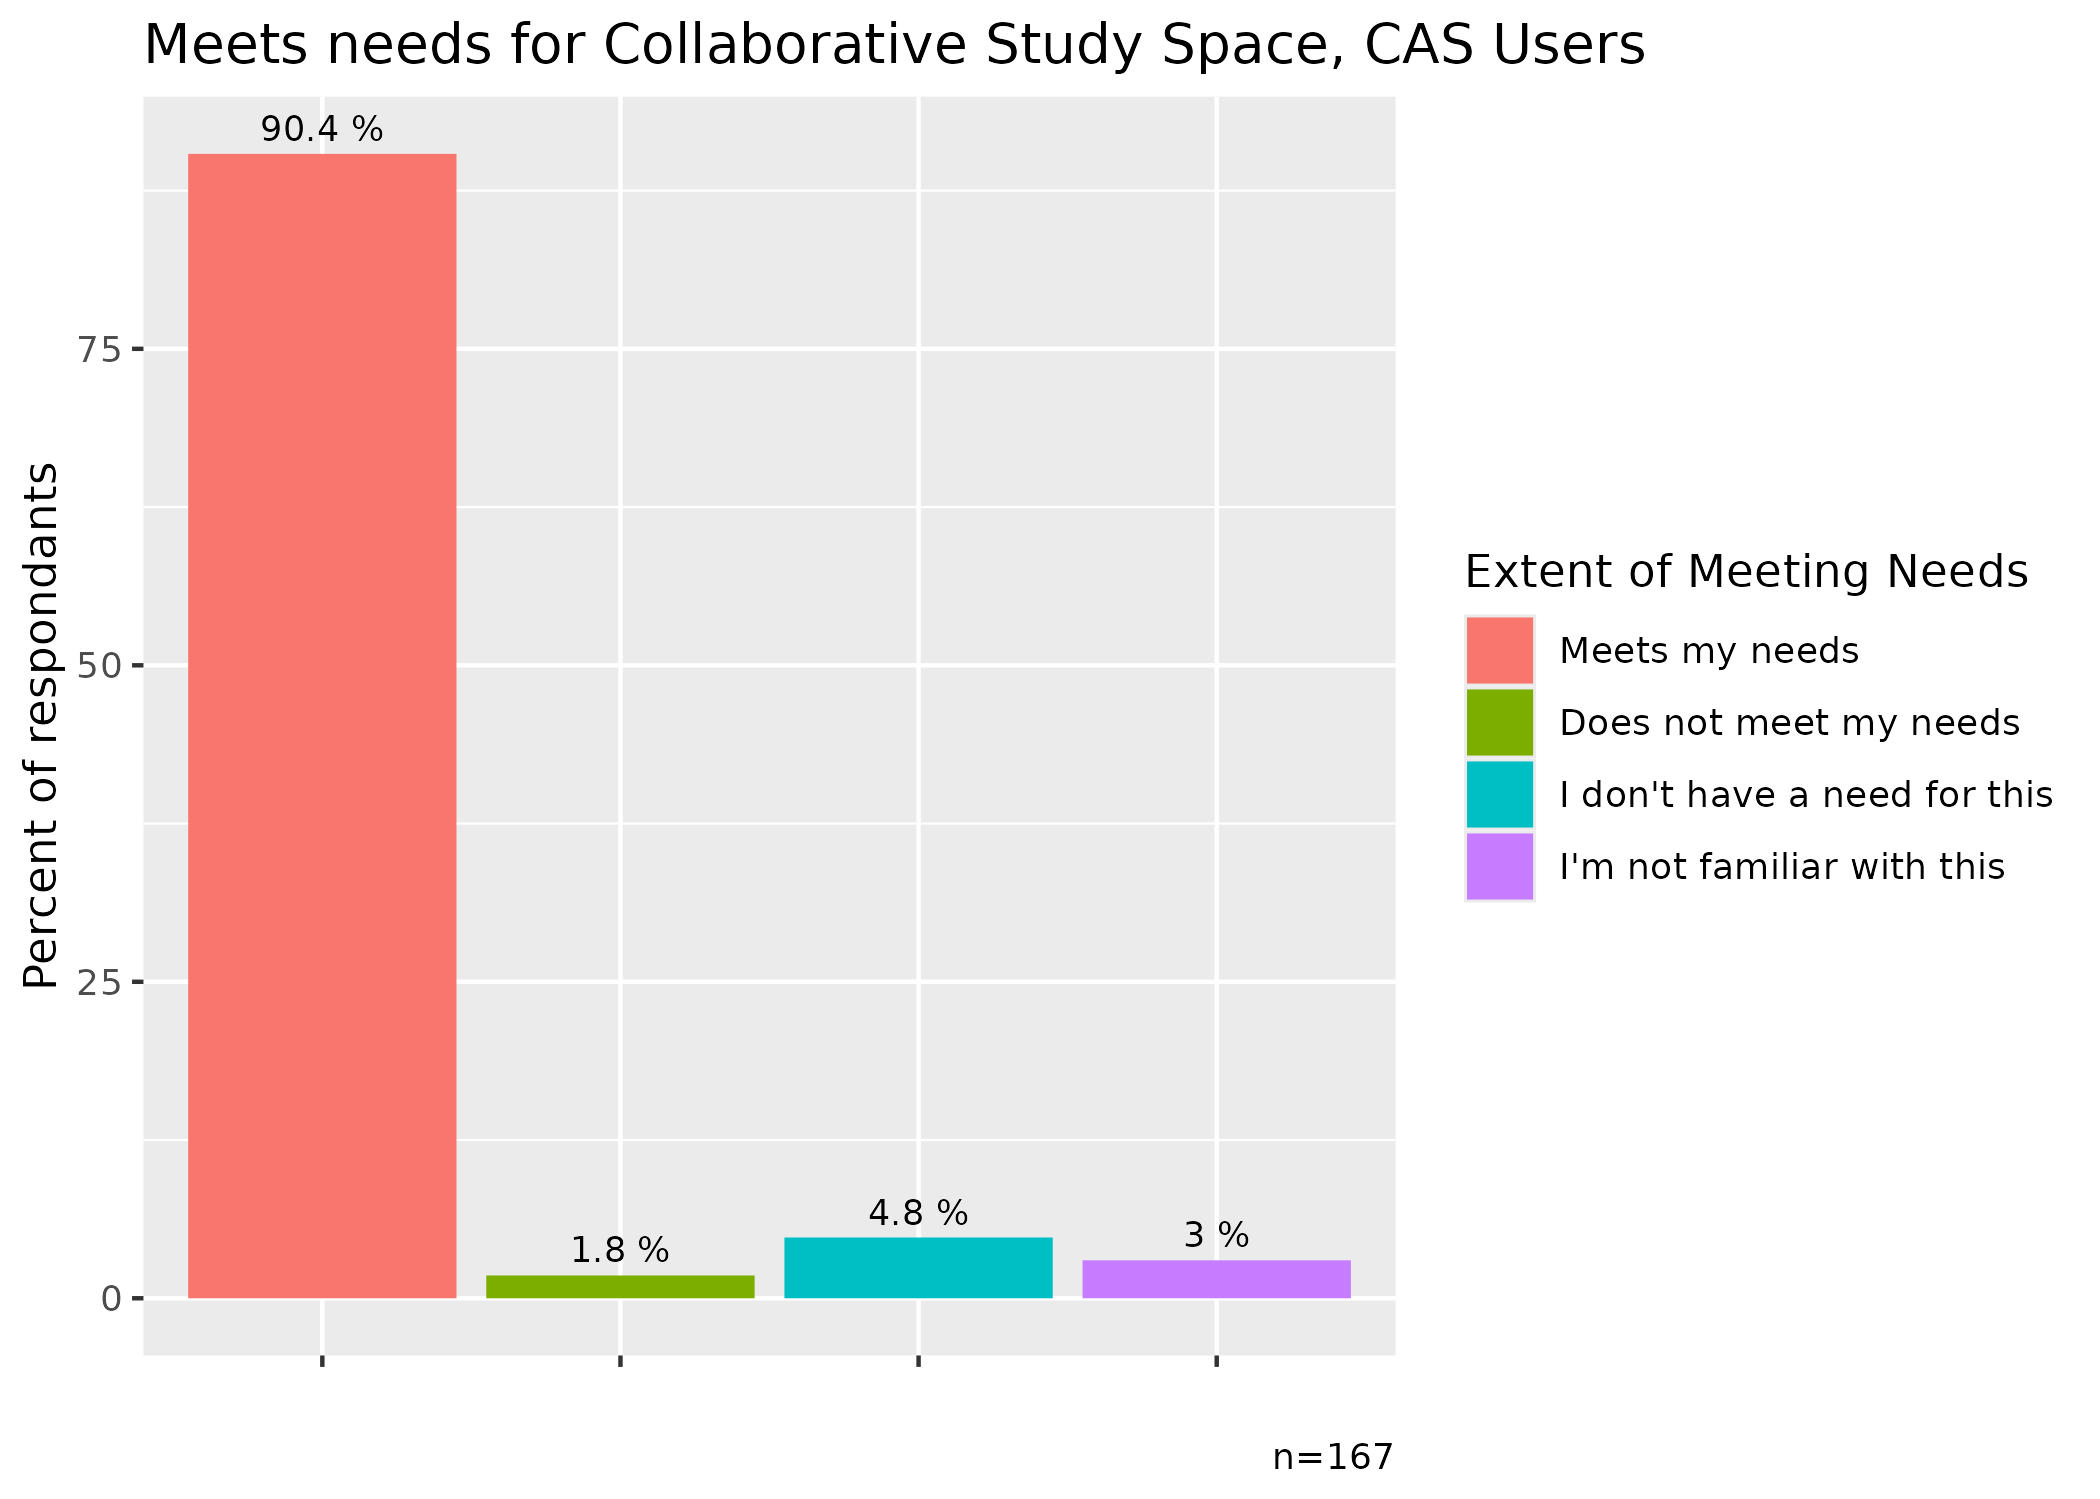 Meets needs for Collaborative Study Space, CAS Users
Percent of respondants
75
50
25
0
90.4 %
1.8 %
4.8 %
3 %
Extent of Meeting Needs
Meets my needs
Does not meet my needs
I don't have a need for this
I'm not familiar with this
n=167